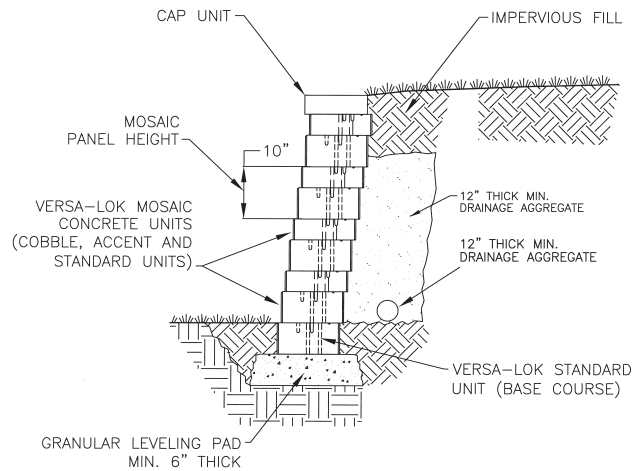 CAP UNIT
IMPERVIOUS FILL
MOSAIC
PANEL HEIGHT
10"
VERSA-LOK MOSAIC
CONCRETE UNITS
(COBBLE, ACCENT AND
STANDARD UNITS)
12" THICK MIN.
DRAINAGE AGGREGATE
12" THICK MIN.
DRAINAGE AGGREGATE
VERSA-LOK STANDARD
UNIT (BASE COURSE)
GRANULAR LEVELING PAD
MIN. 6" THICK